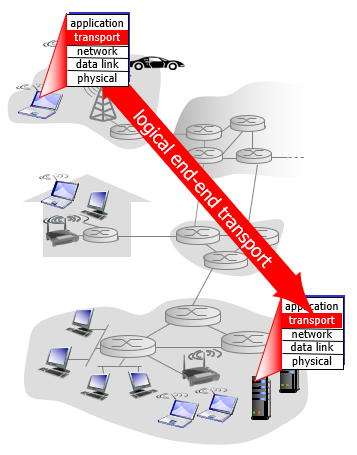 application
transport
network
data link
physical
logical end-end transport
application
transport
network
data link
physical